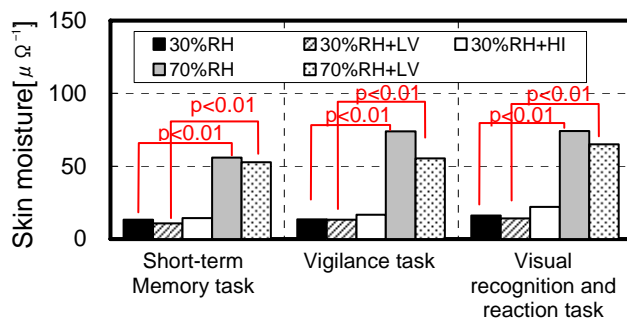 Skin moisture[μΩ⁻¹]
150
100
50
0
30%RH
30%RH+LV
30%RH+HI
70%RH
70%RH+LV
p<0.01
p<0.01
p<0.01
p<0.01
p<0.01
p<0.01
Short-term
Memory task
Vigilance task
Visual
recognition and
reaction task